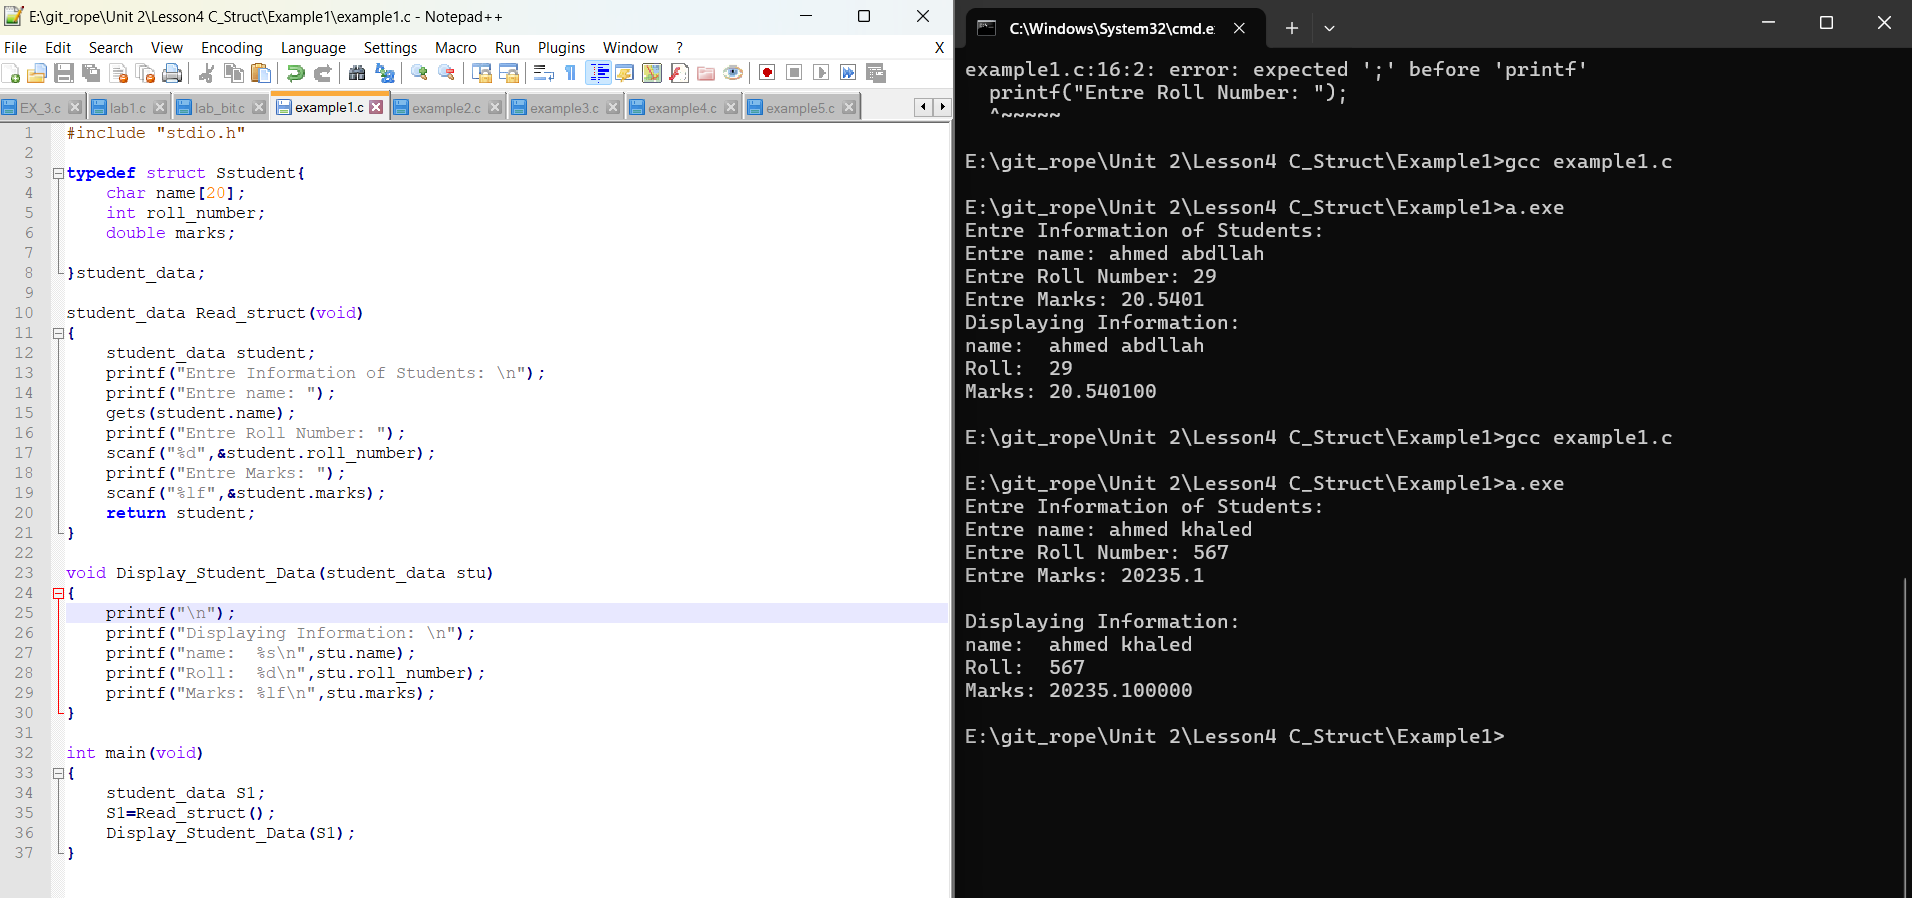 E:\git_rope\Unit 2\Lesson4 C_Struct\Example1\example1.c - Notepad++
File Edit Search View Encoding Language Settings Macro Run Plugins Window ? X
EX_3.c lab1.c lab_bit.c example1.c example2.c example3.c example4.c example5.c
1 #include "stdio.h"
2
3 typedef struct Sstudent{
4 char name[20];
5 int roll_number;
6 double marks;
7
8 }student_data;
9
10 student_data Read_struct(void)
11 {
12 student_data student;
13 printf("Entre Information of Students: \n");
14 printf("Entre name: ");
15 gets(student.name);
16 printf("Entre Roll Number: ");
17 scanf("%d",&student.roll_number);
18 printf("Entre Marks: ");
19 scanf("%lf",&student.marks);
20 return student;
21 }
22
23 void Display_Student_Data(student_data stu)
24 {
25 printf("\n");
26 printf("Displaying Information: \n");
27 printf("name:  %s\n",stu.name);
28 printf("Roll:  %d\n",stu.roll_number);
29 printf("Marks: %lf\n",stu.marks);
30 }
31
32 int main(void)
33 {
34 student_data S1;
35 S1=Read_struct();
36 Display_Student_Data(S1);
37 }
C:\Windows\System32\cmd.e
example1.c:16:2: error: expected ';' before 'printf'
printf("Entre Roll Number: ");
^~~~~~
E:\git_rope\Unit 2\Lesson4 C_Struct\Example1>gcc example1.c
E:\git_rope\Unit 2\Lesson4 C_Struct\Example1>a.exe
Entre Information of Students:
Entre name: ahmed abdllah
Entre Roll Number: 29
Entre Marks: 20.5401
Displaying Information:
name:  ahmed abdllah
Roll:  29
Marks: 20.540100
E:\git_rope\Unit 2\Lesson4 C_Struct\Example1>gcc example1.c
E:\git_rope\Unit 2\Lesson4 C_Struct\Example1>a.exe
Entre Information of Students:
Entre name: ahmed khaled
Entre Roll Number: 567
Entre Marks: 20235.1
Displaying Information:
name:  ahmed khaled
Roll:  567
Marks: 20235.100000
E:\git_rope\Unit 2\Lesson4 C_Struct\Example1>